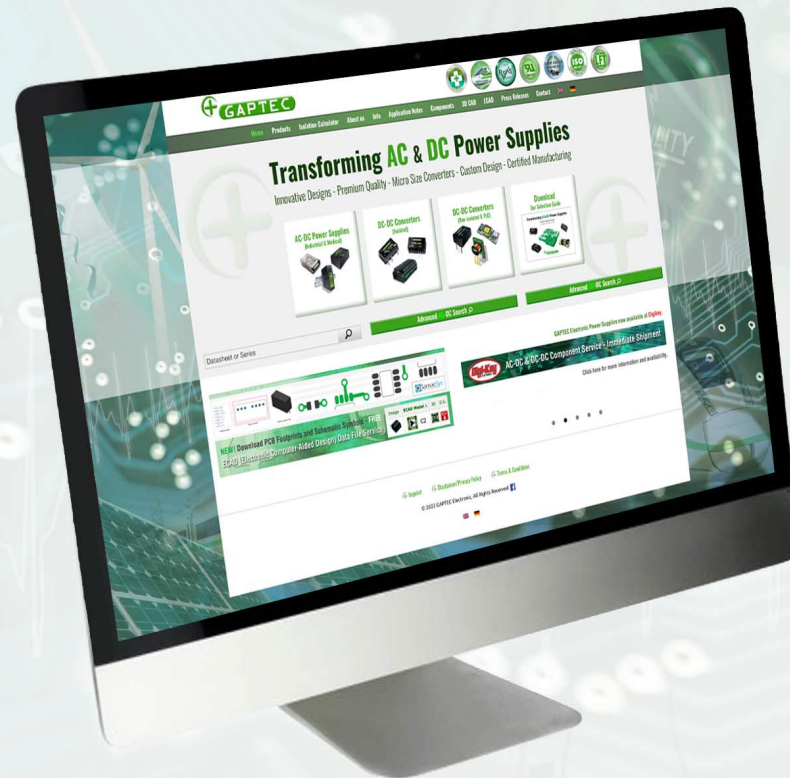 GAPTEC
Home Products Isolation Calculator About us Info Application Notes Components 3D CAD ECAD Press Releases Contact
Transforming AC & DC Power Supplies
Innovative Designs - Premium Quality - Micro Size Converters - Custom Design - Certified Manufacturing
AC-DC Power Supplies
(Industrial & Medical)
DC-DC Converters
(Isolated)
DC-DC Converters
(Non-isolated & PoE)
Download
Our Selection Guide
Datasheet or Series
Advanced DC Search
Advanced DC Search
NEW! Download PCB Footprints and Schematic Symbols. FREE
ECAD (Electronic Computer-Aided Design) Data File Service
SamacSys
Image ECAD Model 3D
GAPTEC Electronic Power Supplies now available at Digikey.
Digi-Key
AC-DC & DC-DC Component Service - Immediate Shipment
Click here for more information and availability.
Imprint Disclaimer/Privacy Policy Terms & Conditions
© 2022 GAPTEC Electronic, All Rights Reserved
ISO